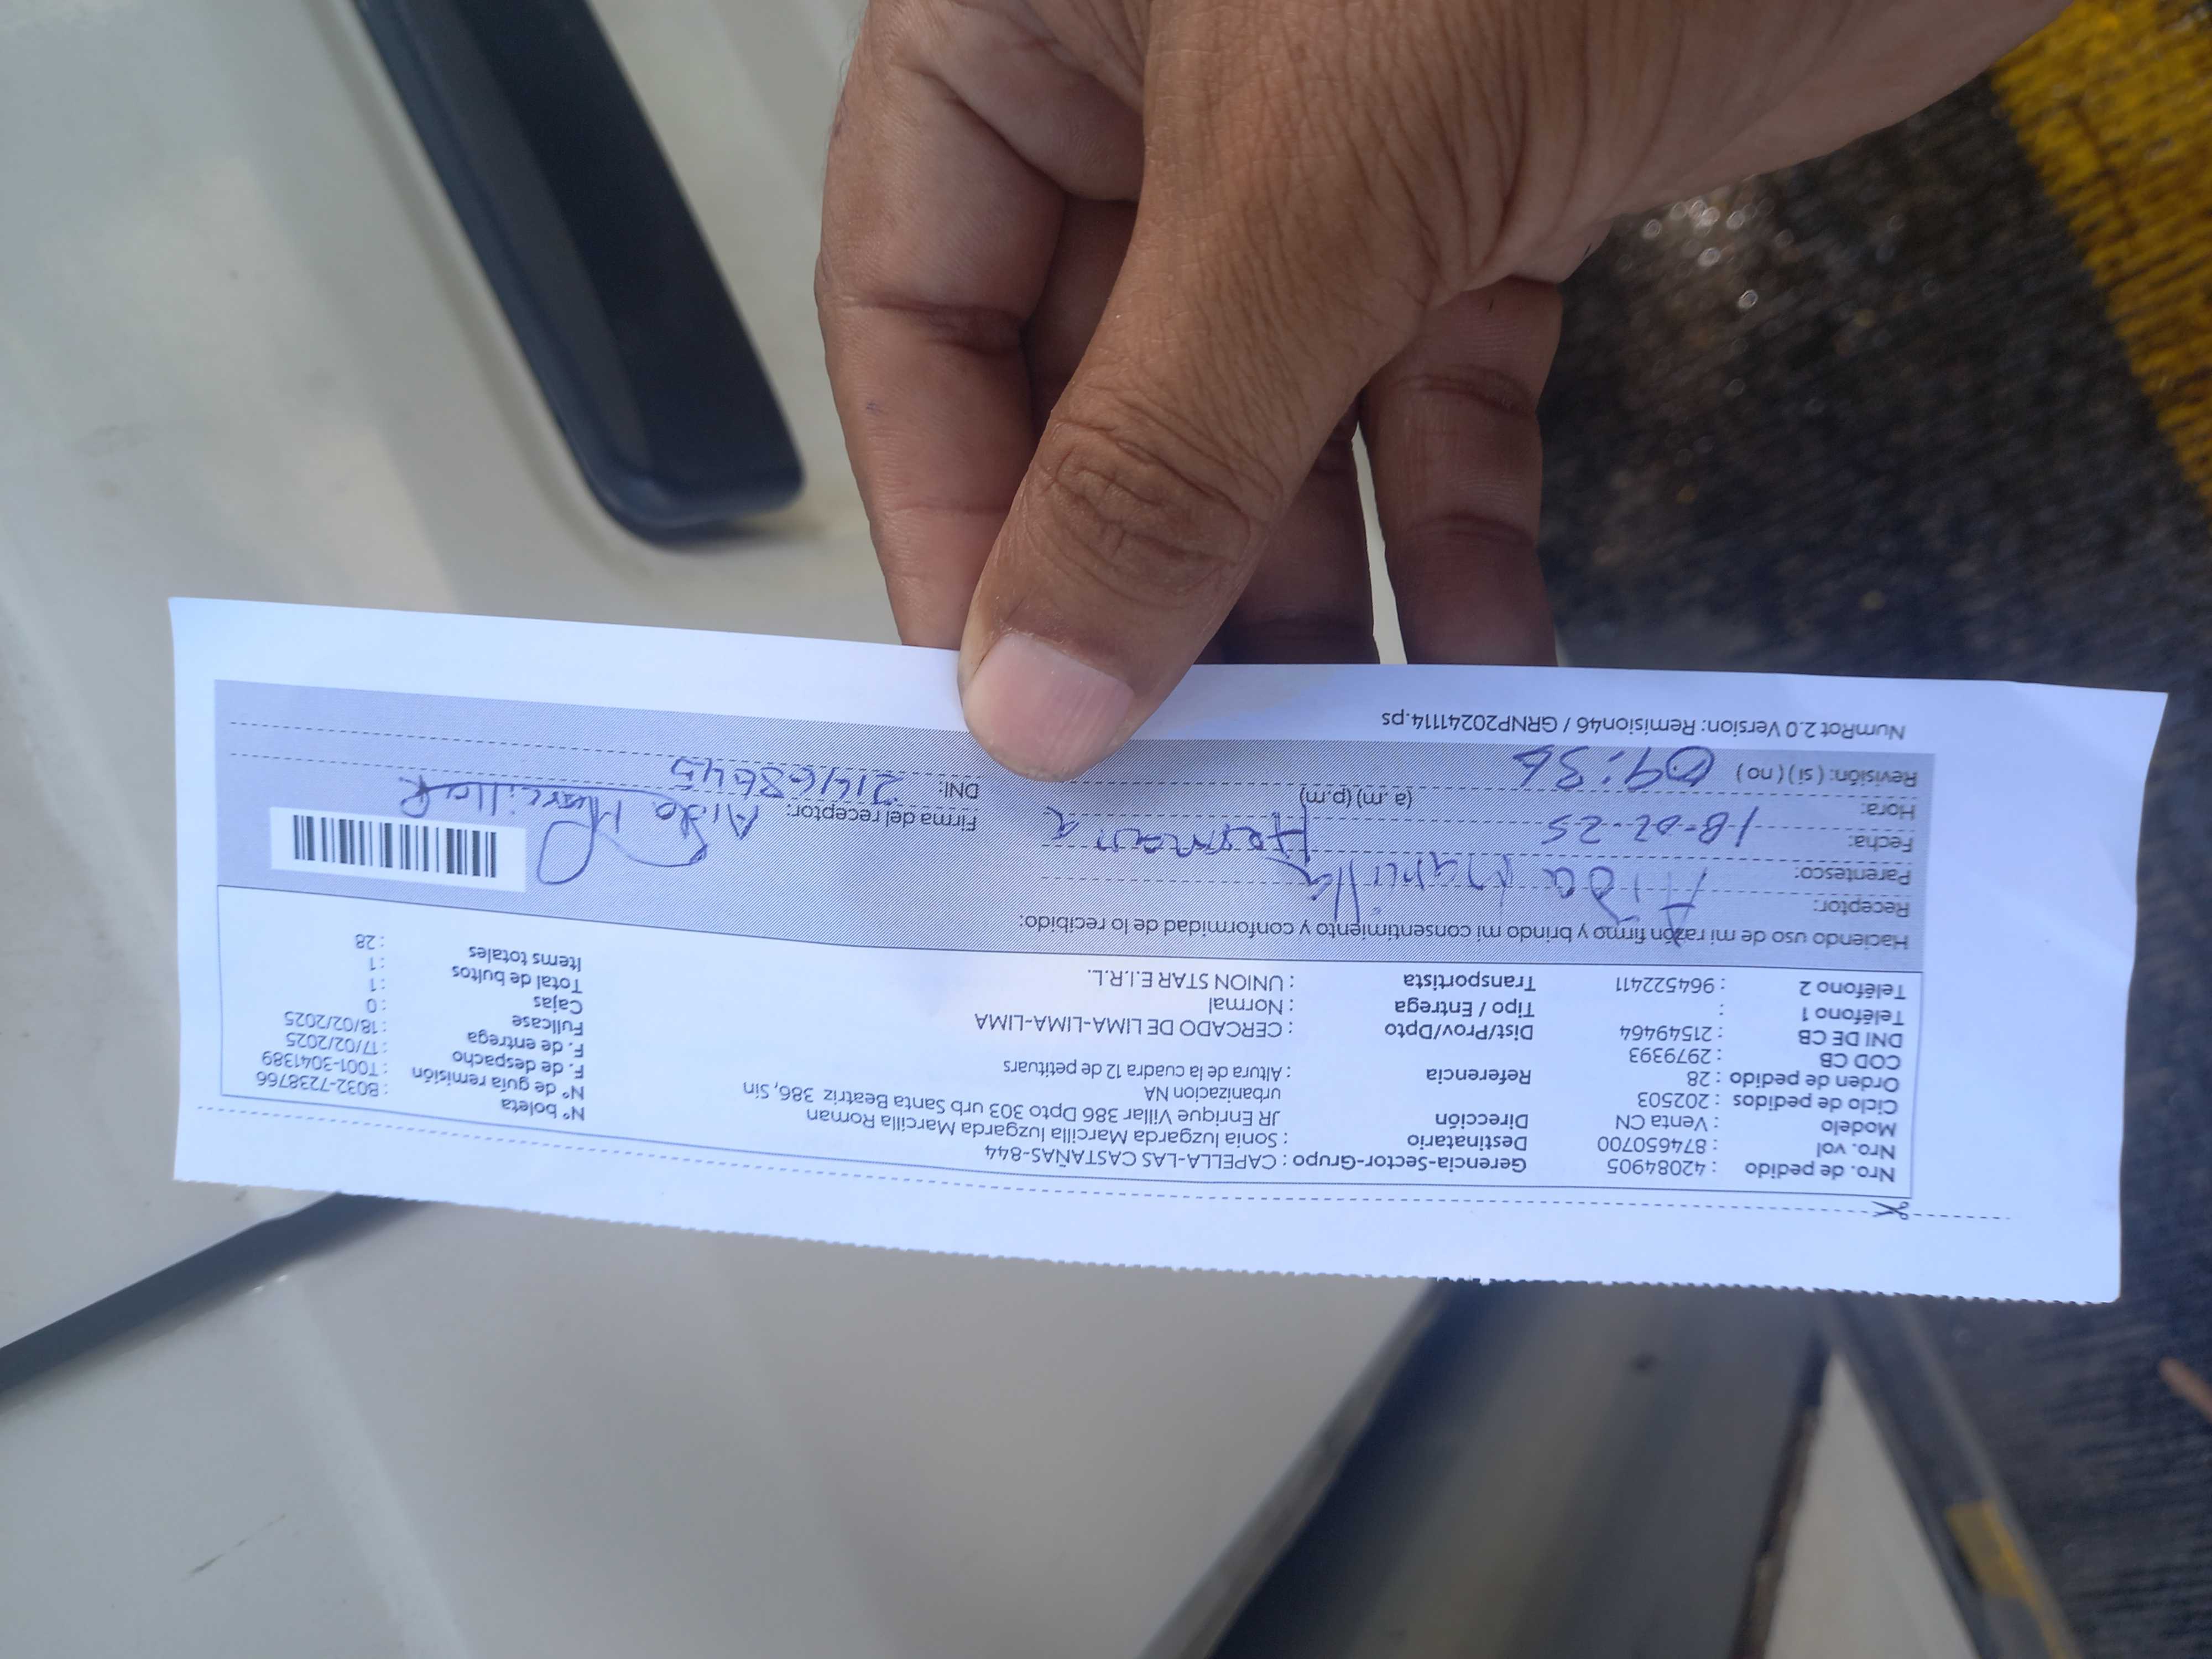 Nro. de pedido : 42084905
Nro. vol : 874650700
Modelo : Venta CN
Ciclo de pedidos : 202503
Orden de pedido : 28
COD CB : 2979393
DNI DE CB : 21549464
Teléfono 1 :
Teléfono 2 : 964522411
Gerencia-Sector-Grupo : CAPELLA-LAS CASTAÑAS-844
Destinatario : Sonia luzgarda Marcilla luzgarda Marcilla Roman
Dirección JR Enrique Villar 386 Dpto 303 urb Santa Beatriz 386, Sin
urbanizacion NA
Referencia : Altura de la cuadra 12 de petituars
Dist/Prov/Dpto : CERCADO DE LIMA-LIMA-LIMA
Tipo / Entrega : Normal
Transportista : UNION STAR E.I.R.L.
N° boleta : B032-7238766
N° de guía remisión : T001-3041389
F. de despacho : 17/02/2025
F. de entrega : 18/02/2025
Fullcase : 0
Cajas : 1
Total de bultos : 1
Items totales : 28
Haciendo uso de mi razón firmo y brindo mi consentimiento y conformidad de lo recibido:
Receptor: Aida Marcilla
Parentesco: Hermana
Fecha: 18-02-25
Hora: 09:36 (a .m) (p.m)
Revisión: ( si ) ( no )
Firma del receptor: Aida Marcilla R
DNI: 21468645
NumRot 2.0 Version: Remision46 / GRNP20241114.ps